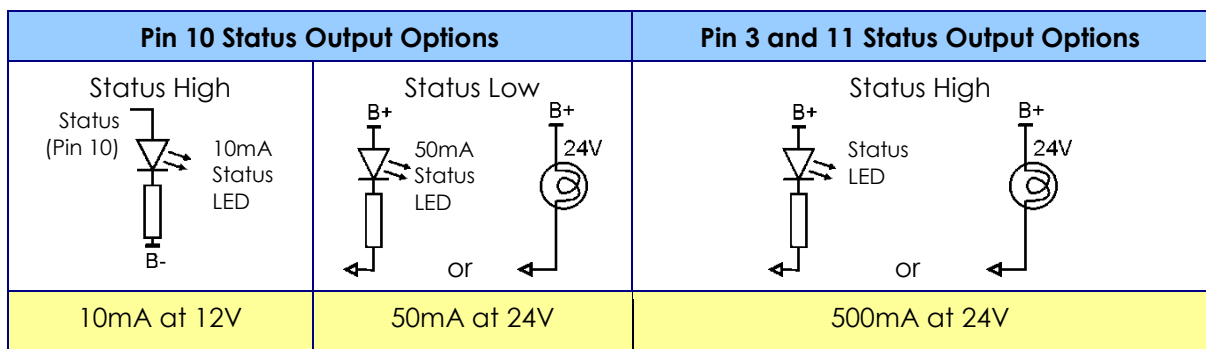 Pin 10 Status Output Options
Pin 3 and 11 Status Output Options
Status High
Status
(Pin 10)
10mA
Status
LED
B-
Status Low
B+
50mA
Status
LED
or
B+
24V
Status High
B+
Status
LED
or
B+
24V
10mA at 12V
50mA at 24V
500mA at 24V